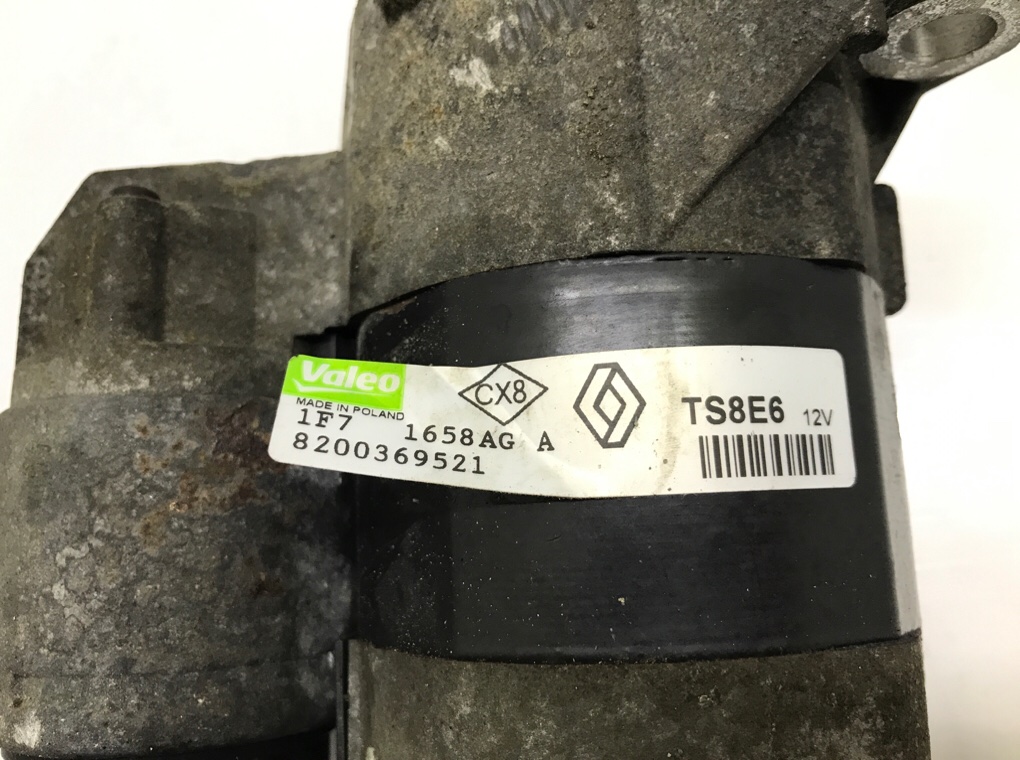 Valeo
MADE IN POLAND
1F7 1658AG A
8200369521
CX8
TS8E6 12V